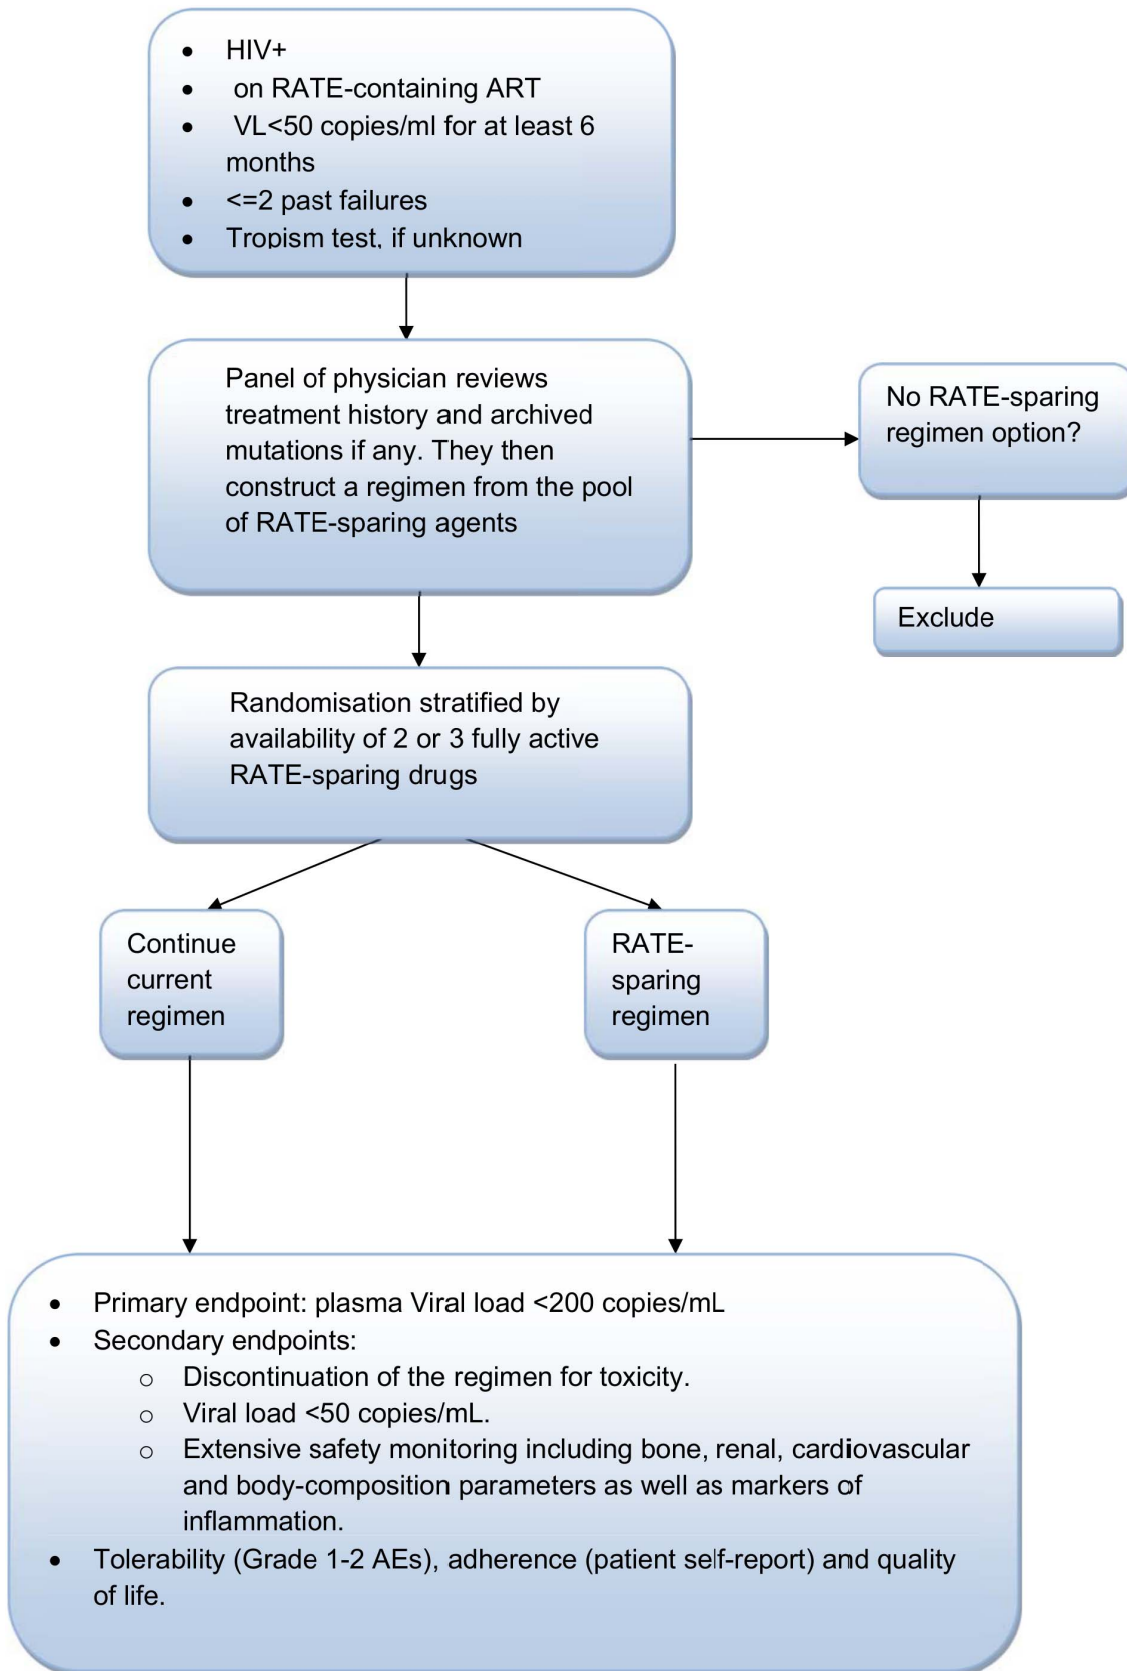 • HIV+
• on RATE-containing ART
• VL<50 copies/ml for at least 6
months
• <=2 past failures
• Tropism test, if unknown
Panel of physician reviews
treatment history and archived
mutations if any. They then
construct a regimen from the pool
of RATE-sparing agents
No RATE-sparing
regimen option?
Exclude
Randomisation stratified by
availability of 2 or 3 fully active
RATE-sparing drugs
Continue
current
regimen
RATE-
sparing
regimen
• Primary endpoint: plasma Viral load <200 copies/mL
• Secondary endpoints:
o Discontinuation of the regimen for toxicity.
o Viral load <50 copies/mL.
o Extensive safety monitoring including bone, renal, cardiovascular
and body-composition parameters as well as markers of
inflammation.
• Tolerability (Grade 1-2 AEs), adherence (patient self-report) and quality
of life.